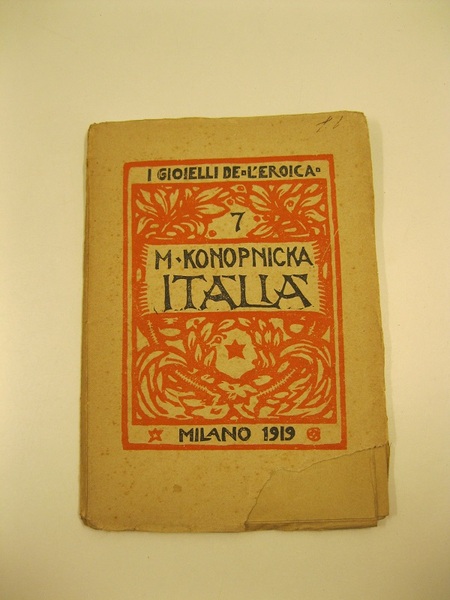 I GIOIELLI DE "L'EROICA"
7
M·KONOPNICKA
ITALIA
MILANO 1919